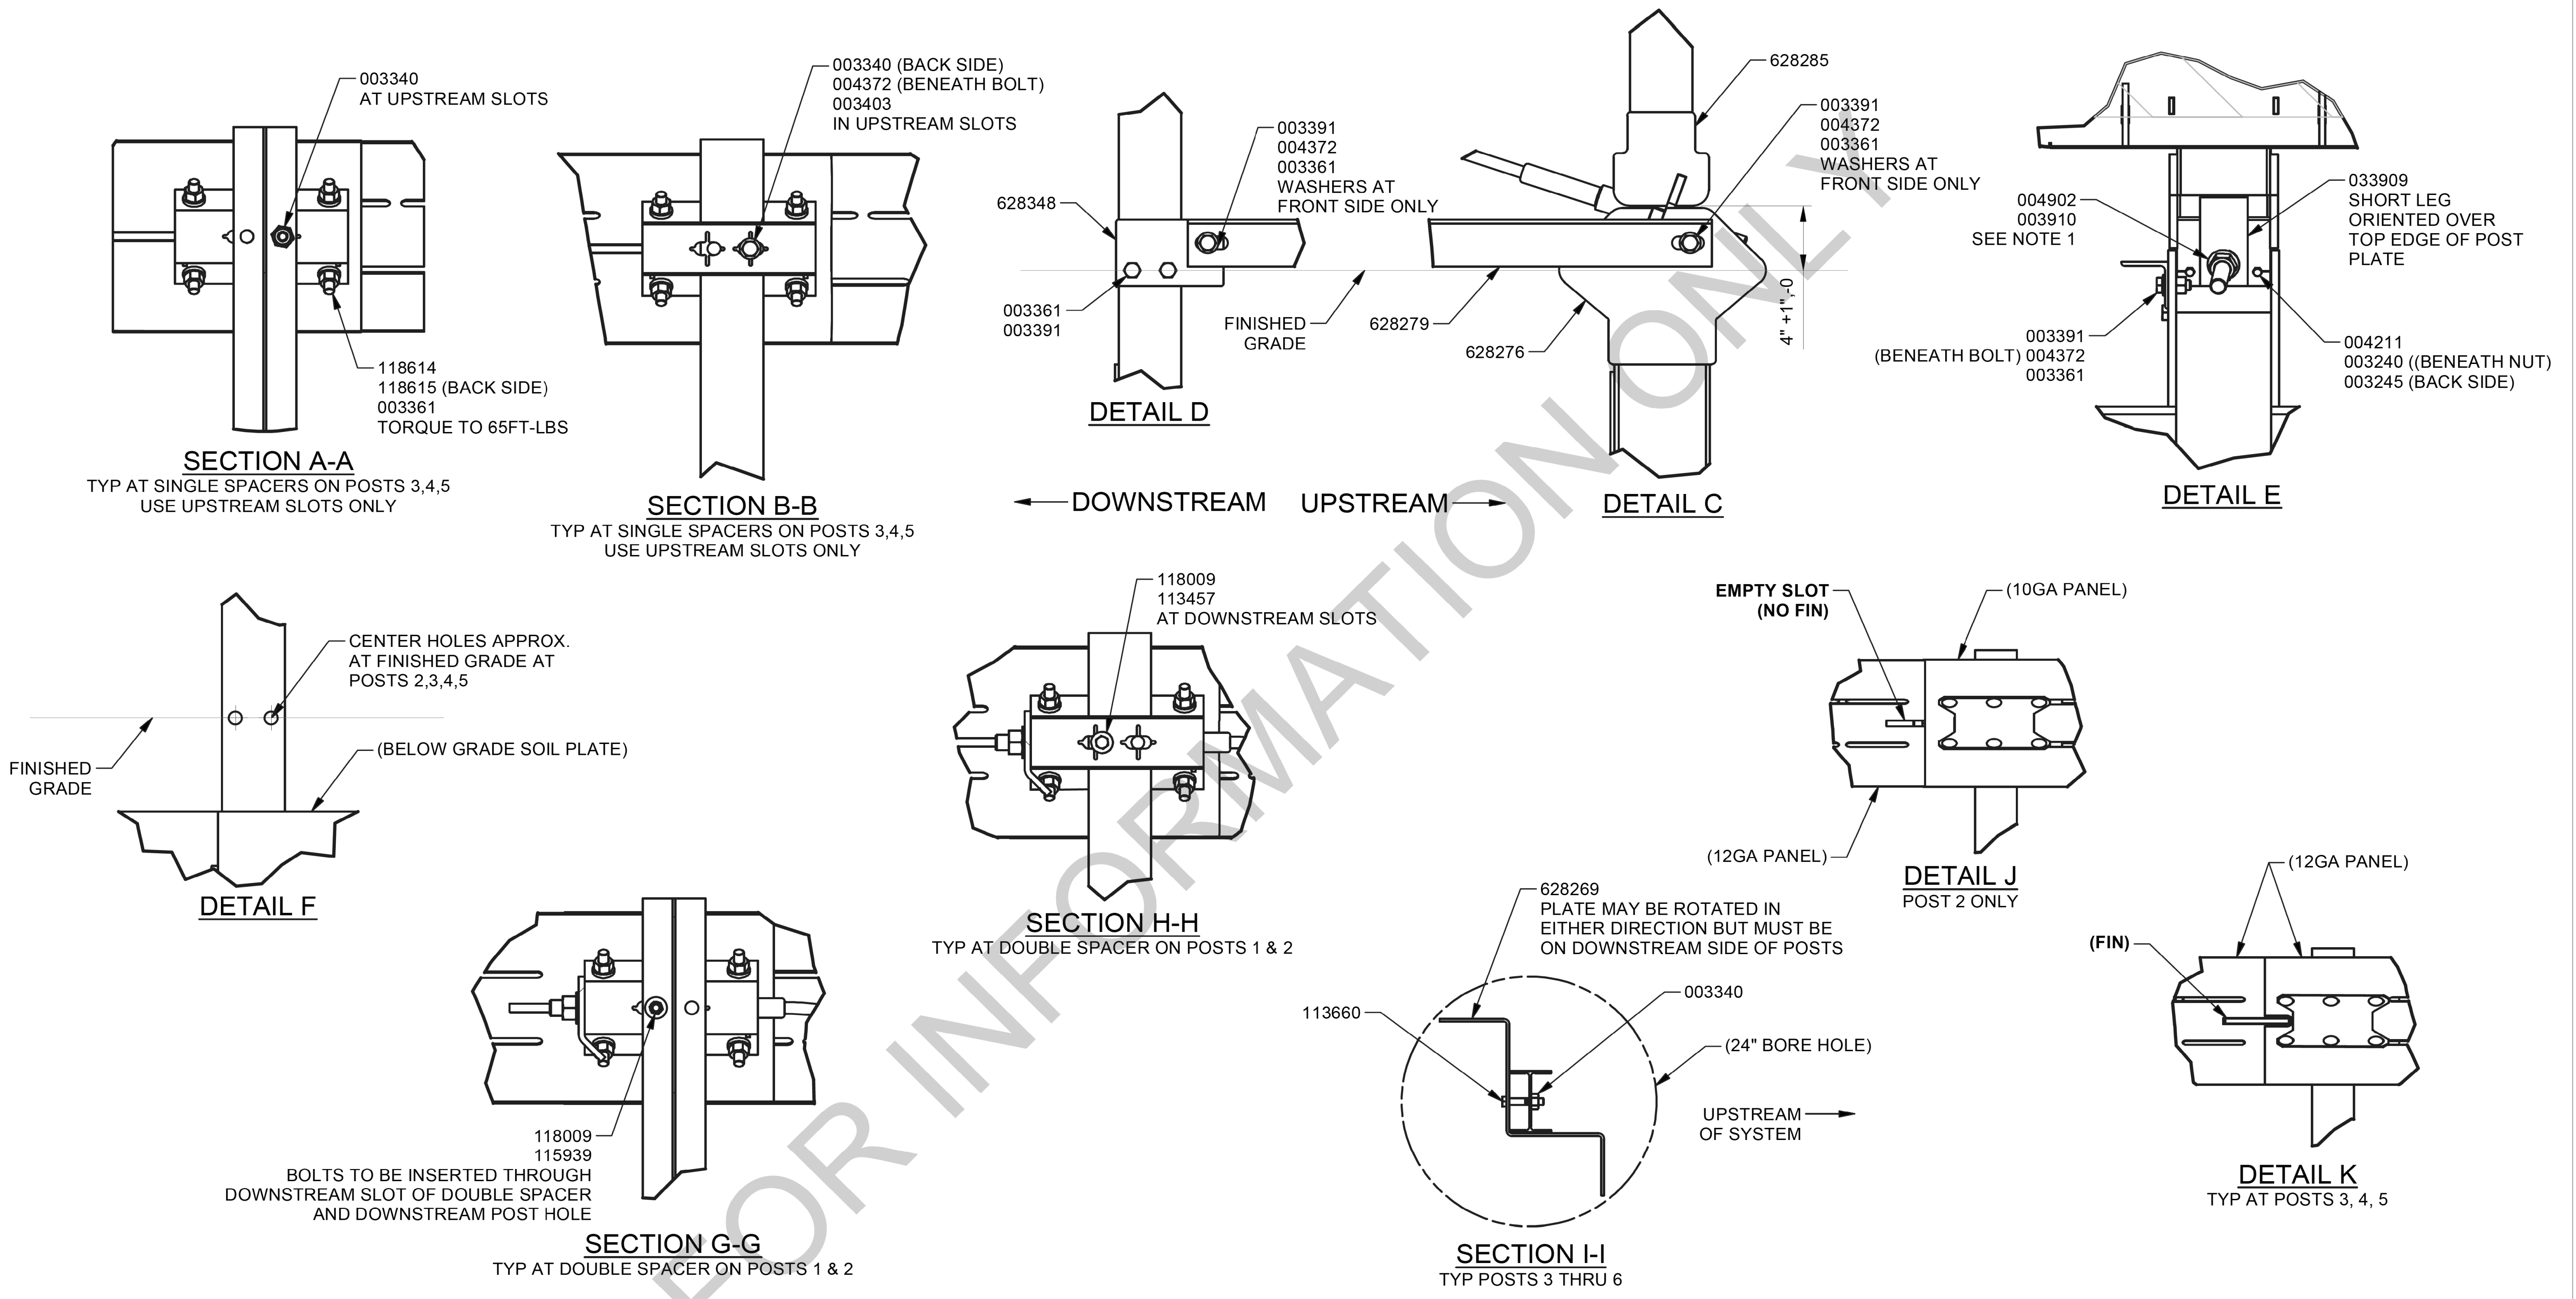 003340
AT UPSTREAM SLOTS
118614
118615 (BACK SIDE)
003361
TORQUE TO 65FT-LBS
SECTION A-A
TYP AT SINGLE SPACERS ON POSTS 3,4,5
USE UPSTREAM SLOTS ONLY
003340 (BACK SIDE)
004372 (BENEATH BOLT)
003403
IN UPSTREAM SLOTS
SECTION B-B
TYP AT SINGLE SPACERS ON POSTS 3,4,5
USE UPSTREAM SLOTS ONLY
628348
003391
004372
003361
WASHERS AT
FRONT SIDE ONLY
003361
003391
FINISHED
GRADE
DETAIL D
628285
003391
004372
003361
WASHERS AT
FRONT SIDE ONLY
628279
628276
4" +1",-0
DETAIL C
DOWNSTREAM
UPSTREAM
004902
003910
SEE NOTE 1
033909
SHORT LEG
ORIENTED OVER
TOP EDGE OF POST
PLATE
003391
(BENEATH BOLT) 004372
003361
004211
003240 ((BENEATH NUT)
003245 (BACK SIDE)
DETAIL E
CENTER HOLES APPROX.
AT FINISHED GRADE AT
POSTS 2,3,4,5
(BELOW GRADE SOIL PLATE)
FINISHED
GRADE
DETAIL F
118009
113457
AT DOWNSTREAM SLOTS
SECTION H-H
TYP AT DOUBLE SPACER ON POSTS 1 & 2
EMPTY SLOT
(NO FIN)
(10GA PANEL)
(12GA PANEL)
DETAIL J
POST 2 ONLY
118009
115939
BOLTS TO BE INSERTED THROUGH
DOWNSTREAM SLOT OF DOUBLE SPACER
AND DOWNSTREAM POST HOLE
SECTION G-G
TYP AT DOUBLE SPACER ON POSTS 1 & 2
628269
PLATE MAY BE ROTATED IN
EITHER DIRECTION BUT MUST BE
ON DOWNSTREAM SIDE OF POSTS
113660
003340
(24" BORE HOLE)
UPSTREAM
OF SYSTEM
SECTION I-I
TYP POSTS 3 THRU 6
(12GA PANEL)
(FIN)
DETAIL K
TYP AT POSTS 3, 4, 5
FOR INFORMATION ONLY